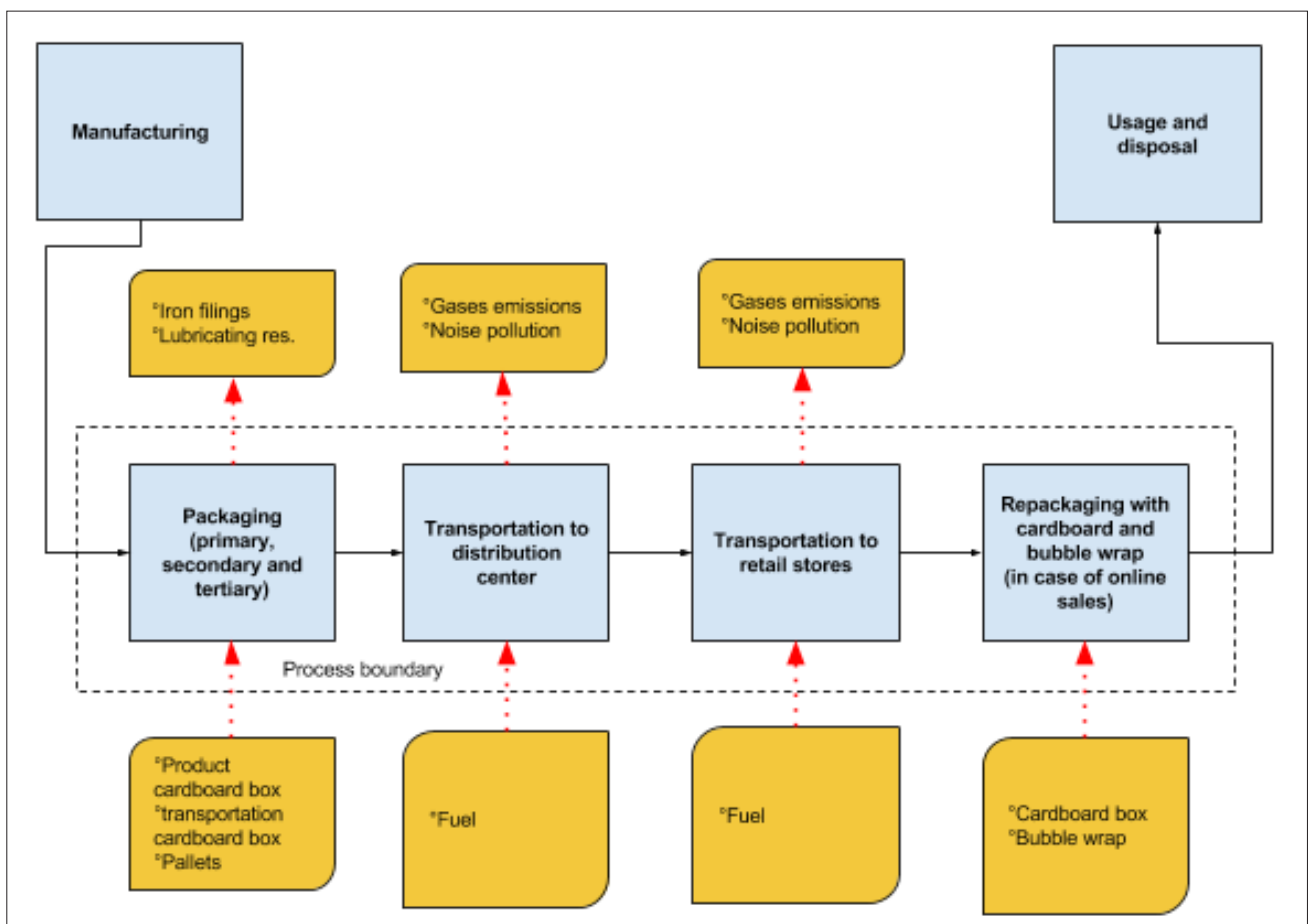 Manufacturing
Usage and
disposal
°Iron filings
°Lubricating res.
°Gases emissions
°Noise pollution
°Gases emissions
°Noise pollution
Packaging
(primary,
secondary and
tertiary)
Transportation to
distribution
center
Transportation to
retail stores
Repackaging with
cardboard and
bubble wrap
(in case of online
sales)
Process boundary
°Product
cardboard box
°transportation
cardboard box
°Pallets
°Fuel
°Fuel
°Cardboard box
°Bubble wrap